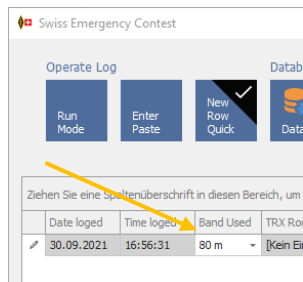 Swiss Emergency Contest
Operate Log
Datab
Run
Mode
Enter
Paste
New
Row
Quick
Data
Ziehen Sie eine Spaltenüberschrift in diesen Bereich, um
Date loged Time loged Band Used TRX Rou
30.09.2021 16:56:31 80 m [Kein Ein